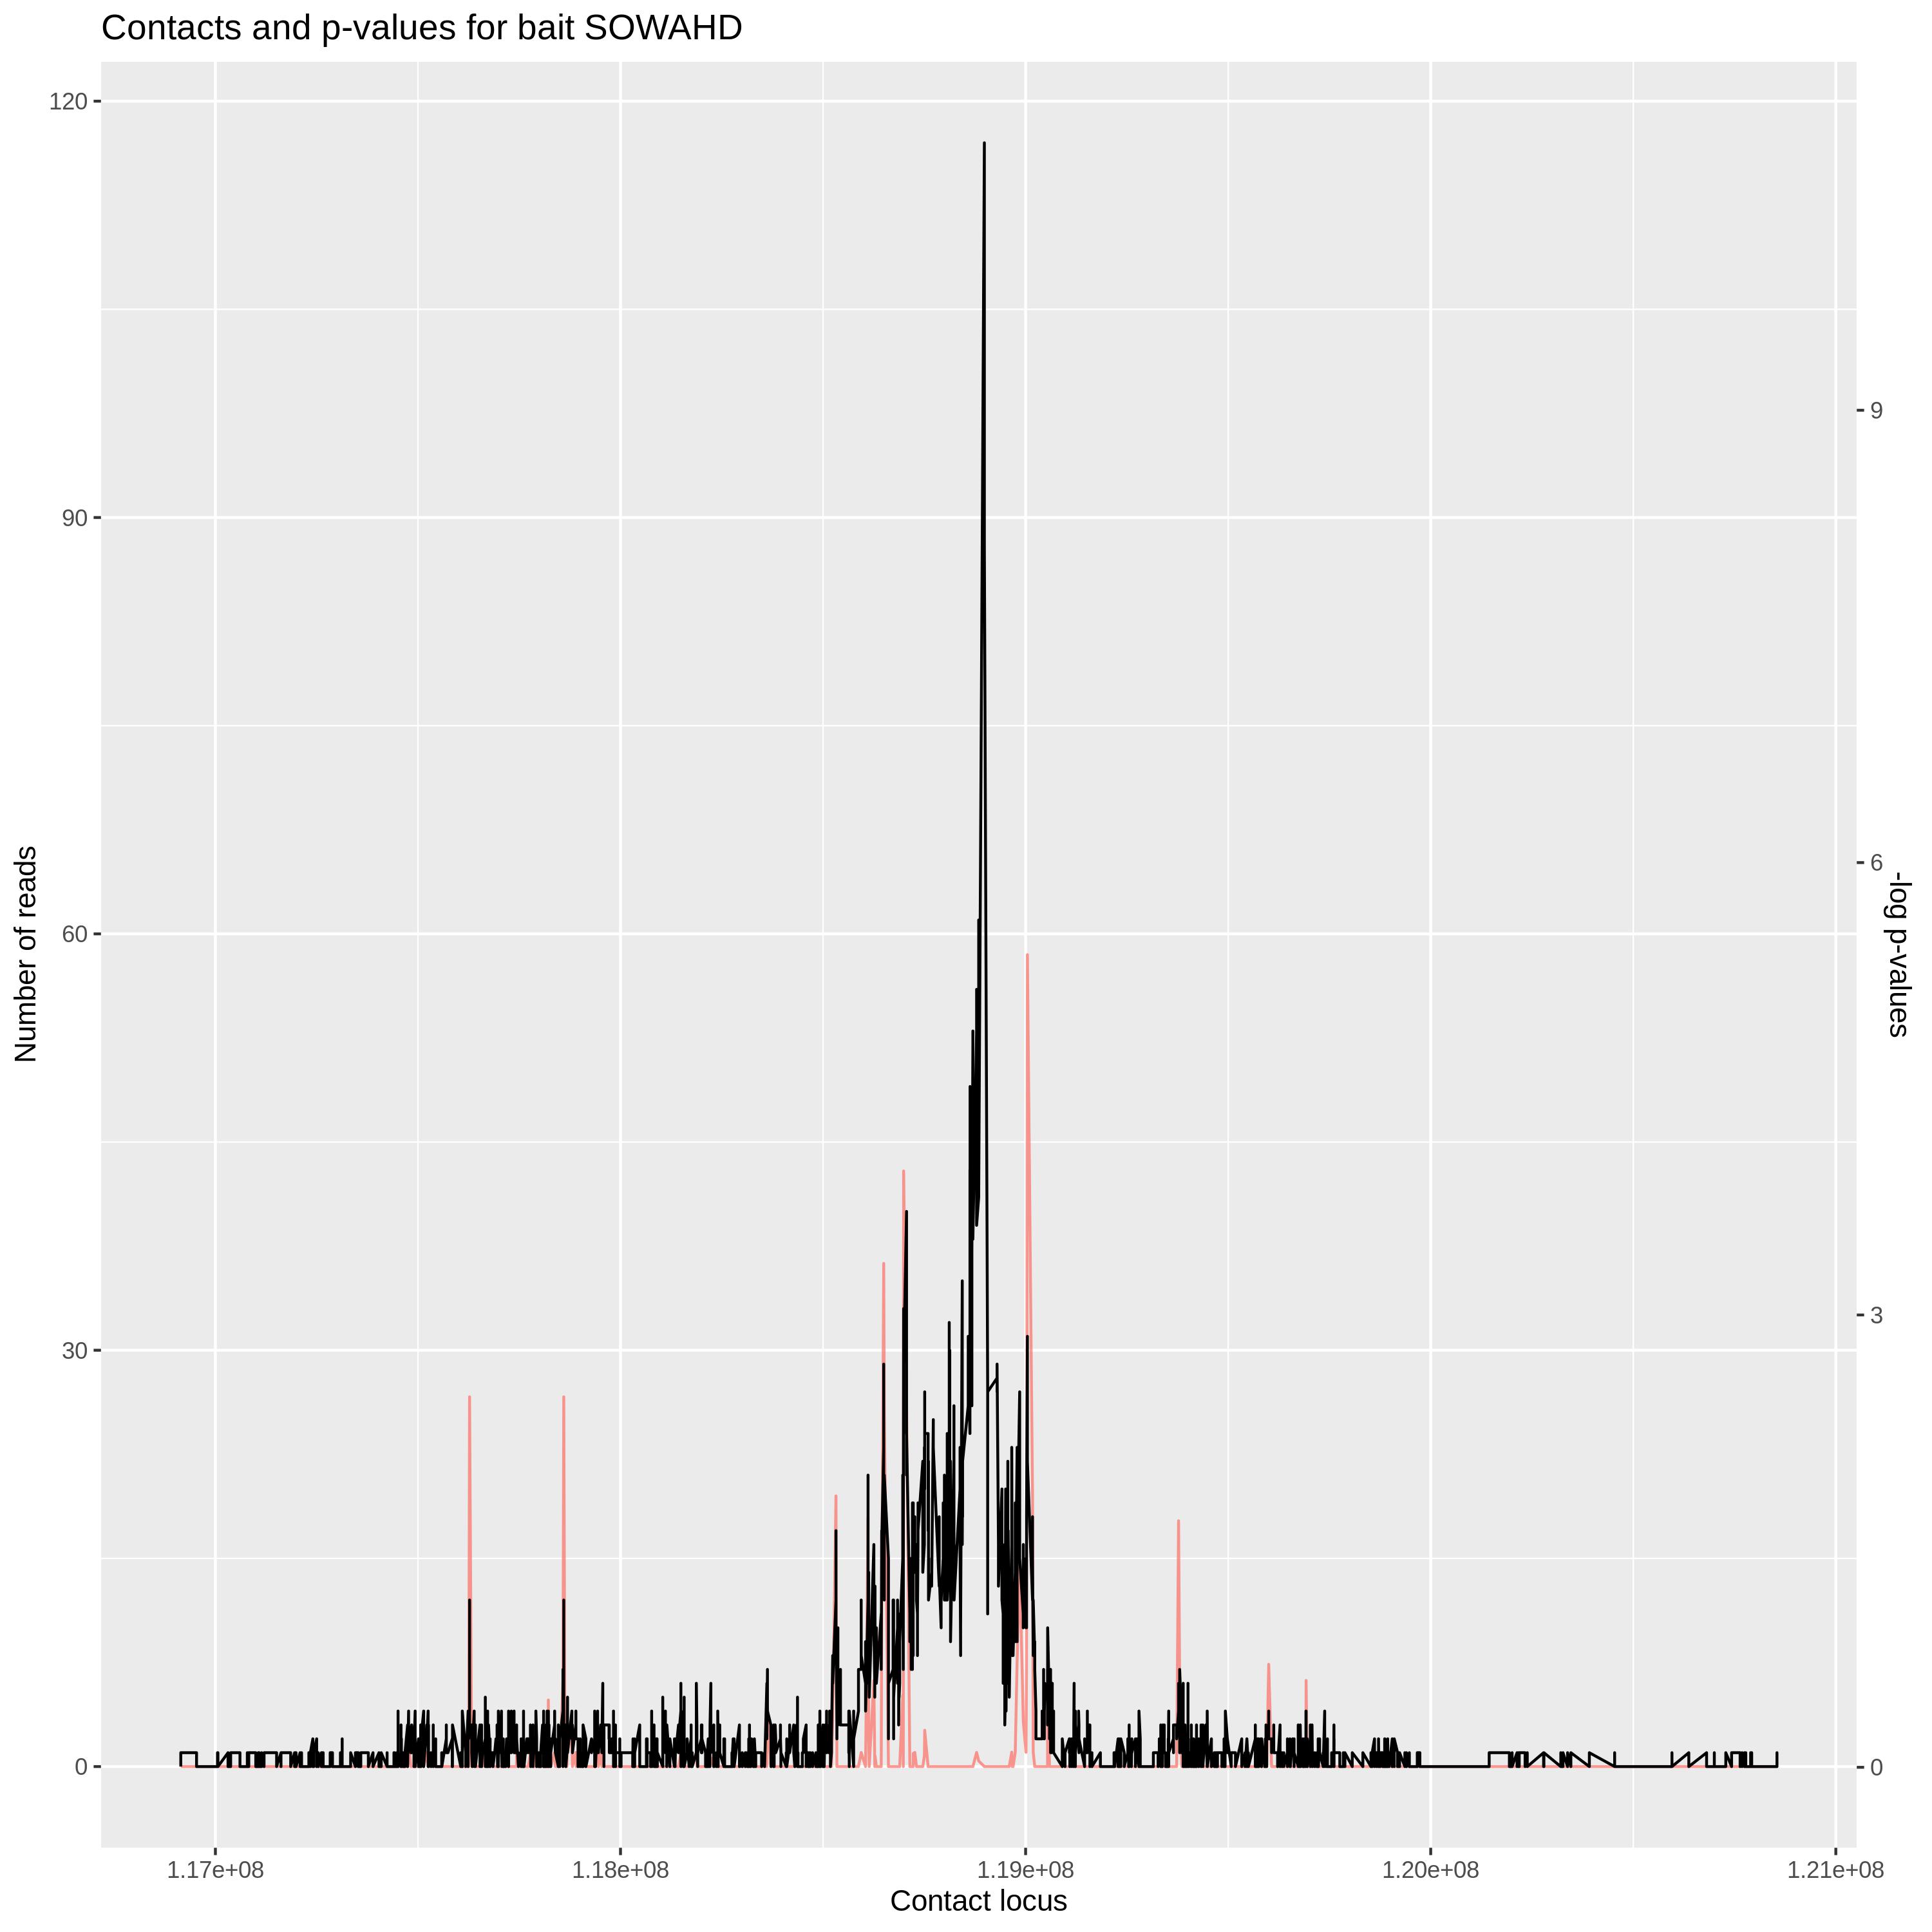 Contacts and p-values for bait SOWAHD
120
90
60
30
0
Number of reads
9
6
3
0
-log p-values
1.17e+08
1.18e+08
1.19e+08
1.20e+08
1.21e+08
Contact locus